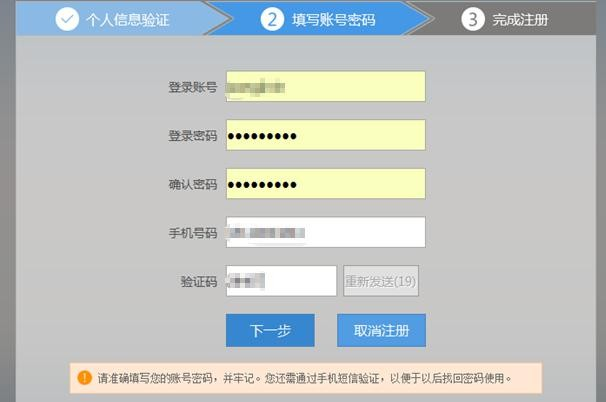 个人信息验证
2 填写账号密码
3 完成注册
登录账号
登录密码 ●●●●●●●●●
确认密码 ●●●●●●●●●
手机号码
验证码 重新发送(19)
下一步 取消注册
请准确填写您的账号密码，并牢记。您还需通过手机短信验证，以便于以后找回密码使用。